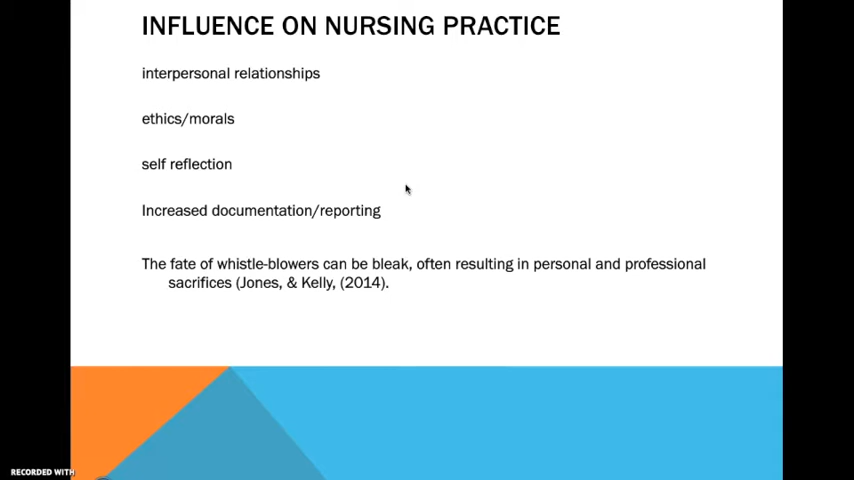 INFLUENCE ON NURSING PRACTICE
interpersonal relationships
ethics/morals
self reflection
Increased documentation/reporting
The fate of whistle-blowers can be bleak, often resulting in personal and professional
sacrifices (Jones, & Kelly, (2014).
RECORDED WITH